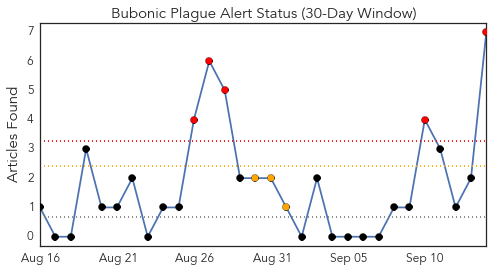 Bubonic Plague Alert Status (30-Day Window)
Articles Found
7
6
5
4
3
2
1
0
Aug 16 Aug 21 Aug 26 Aug 31 Sep 05 Sep 10